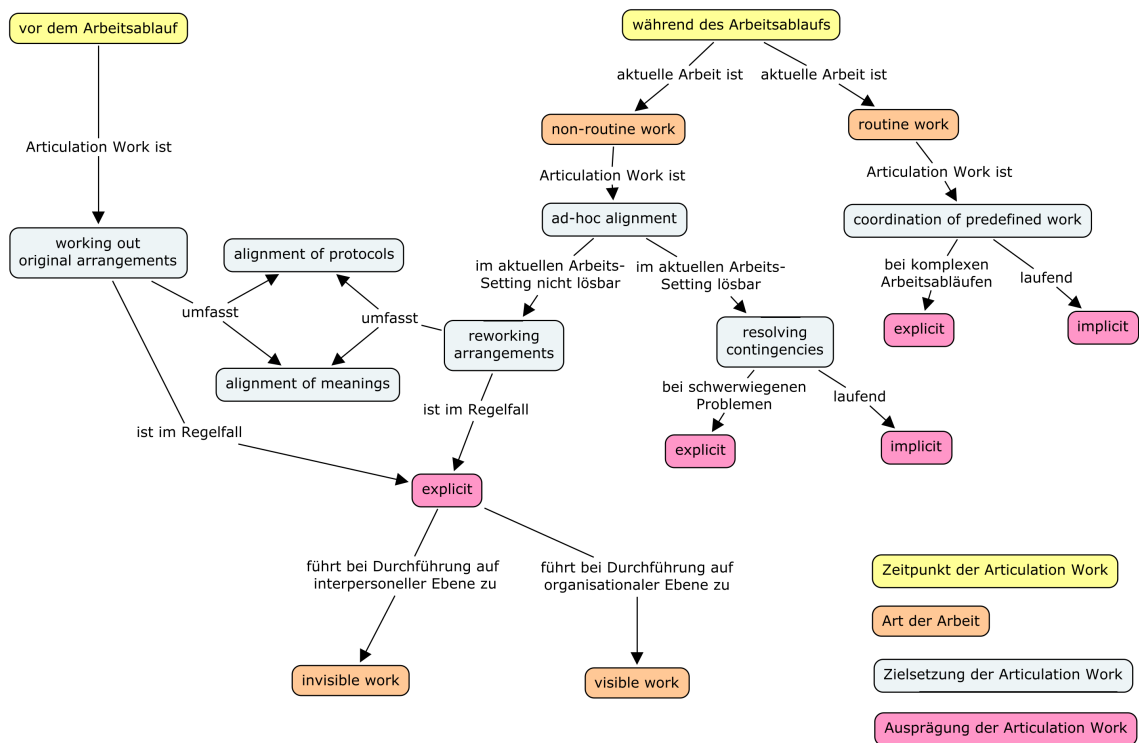 vor dem Arbeitsablauf
während des Arbeitsablaufs
aktuelle Arbeit ist
aktuelle Arbeit ist
non-routine work
routine work
Articulation Work ist
Articulation Work ist
Articulation Work ist
working out
original arrangements
alignment of protocols
ad-hoc alignment
coordination of predefined work
im aktuellen Arbeits-
Setting nicht lösbar
im aktuellen Arbeits-
Setting lösbar
bei komplexen
Arbeitsabläufen
laufend
umfasst
umfasst
reworking
arrangements
resolving
contingencies
explicit
implicit
alignment of meanings
bei schwerwiegenen
Problemen
laufend
ist im Regelfall
ist im Regelfall
explicit
implicit
explicit
führt bei Durchführung auf
interpersoneller Ebene zu
führt bei Durchführung auf
organisationaler Ebene zu
invisible work
visible work
Zeitpunkt der Articulation Work
Art der Arbeit
Zielsetzung der Articulation Work
Ausprägung der Articulation Work